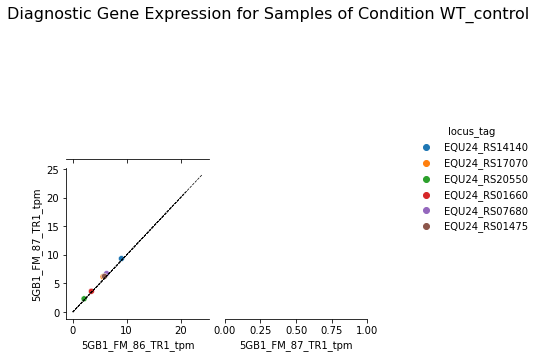 Diagnostic Gene Expression for Samples of Condition WT_control
locus_tag
EQU24_RS14140
EQU24_RS17070
EQU24_RS20550
EQU24_RS01660
EQU24_RS07680
EQU24_RS01475
25
20
15
10
5
0
5GB1_FM_87_TR1_tpm
0 10 20
0.00 0.25 0.50 0.75 1.00
5GB1_FM_86_TR1_tpm
5GB1_FM_87_TR1_tpm